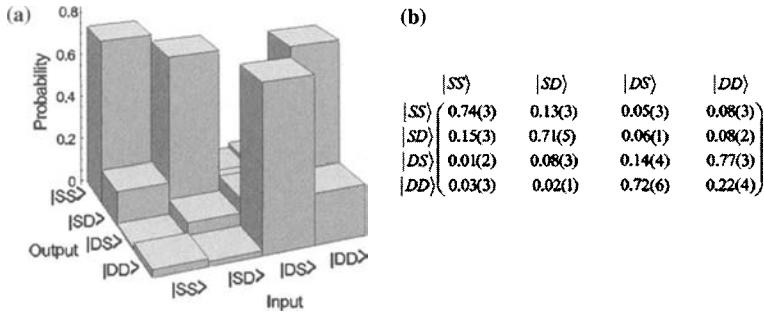 (a)
0.8
0.6
0.4
0.2
0
Probability
|SS>
|SD>
|DS>
|DD>
Output
|SS>
|SD>
|DS>
|DD>
Input
(b)
|SS⟩ |SD⟩ |DS⟩ |DD⟩
|SS⟩ 0.74(3) 0.13(3) 0.05(3) 0.08(3)
|SD⟩ 0.15(3) 0.71(5) 0.06(1) 0.08(2)
|DS⟩ 0.01(2) 0.08(3) 0.14(4) 0.77(3)
|DD⟩ 0.03(3) 0.02(1) 0.72(6) 0.22(4)